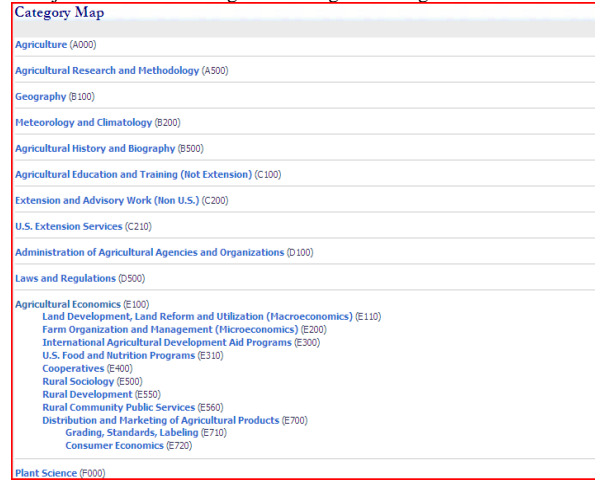 Category Map
Agriculture (A000)
Agricultural Research and Methodology (A500)
Geography (B100)
Meteorology and Climatology (B200)
Agricultural History and Biography (B500)
Agricultural Education and Training (Not Extension) (C100)
Extension and Advisory Work (Non U.S.) (C200)
U.S. Extension Services (C210)
Administration of Agricultural Agencies and Organizations (D100)
Laws and Regulations (D500)
Agricultural Economics (E100)
Land Development, Land Reform and Utilization (Macroeconomics) (E110)
Farm Organization and Management (Microeconomics) (E200)
International Agricultural Development Aid Programs (E300)
U.S. Food and Nutrition Programs (E310)
Cooperatives (E400)
Rural Sociology (E500)
Rural Development (E550)
Rural Community Public Services (E560)
Distribution and Marketing of Agricultural Products (E700)
Grading, Standards, Labeling (E710)
Consumer Economics (E720)
Plant Science (F000)